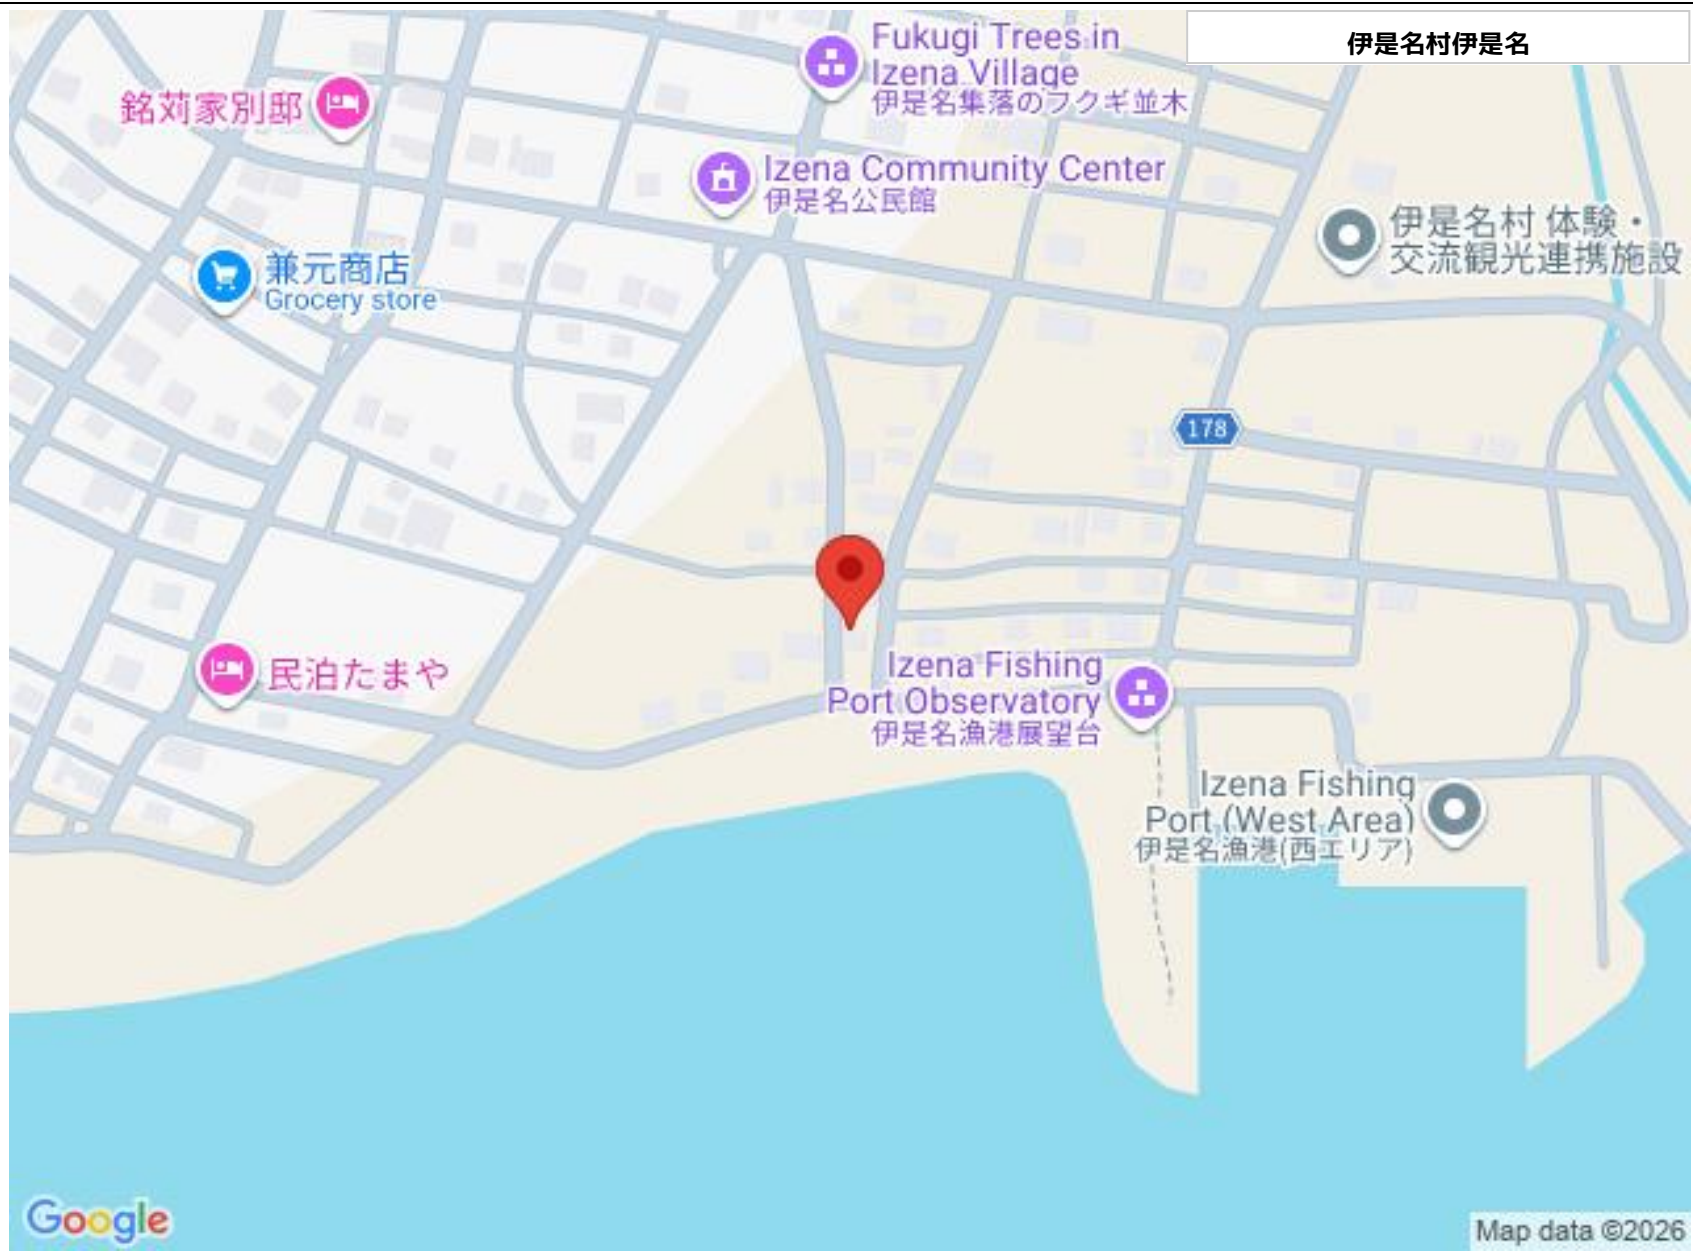 伊是名村伊是名
Fukugi Trees in
Izena Village
伊是名集落のフクギ並木
銘苅家別邸
Izena Community Center
伊是名公民館
伊是名村 体験・
交流観光連携施設
兼元商店
Grocery store
178
民泊たまや
Izena Fishing
Port Observatory
伊是名漁港展望台
Izena Fishing
Port (West Area)
伊是名漁港(西エリア)
Google
Map data ©2026